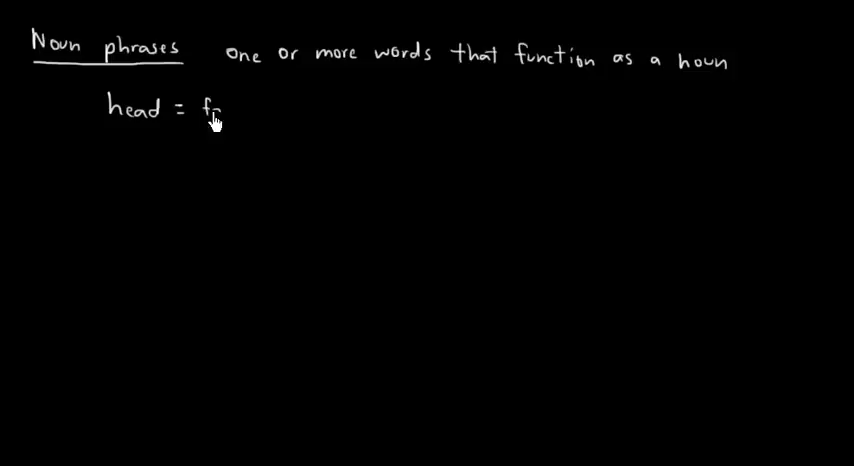 Noun phrases one or more words that function as a noun
head = f